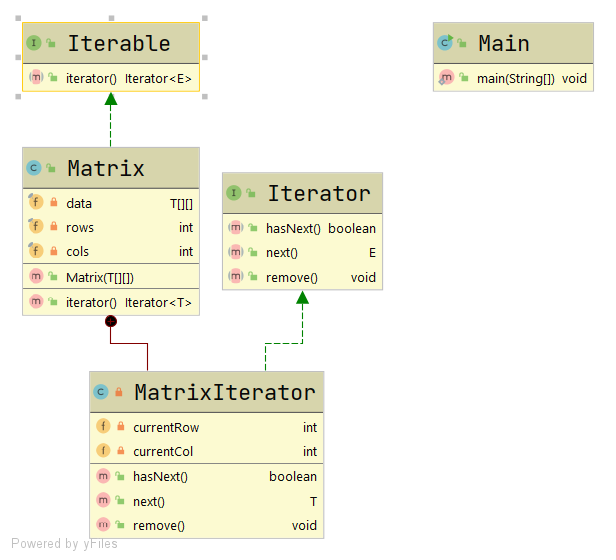 I Iterable
m iterator() Iterator<E>
C Main
m main(String[]) void
C Matrix
f data T[][]
f rows int
f cols int
m Matrix(T[][])
m iterator() Iterator<T>
I Iterator
m hasNext() boolean
m next() E
m remove() void
C MatrixIterator
f currentRow int
f currentCol int
m hasNext() boolean
m next() T
m remove() void
Powered by yFiles